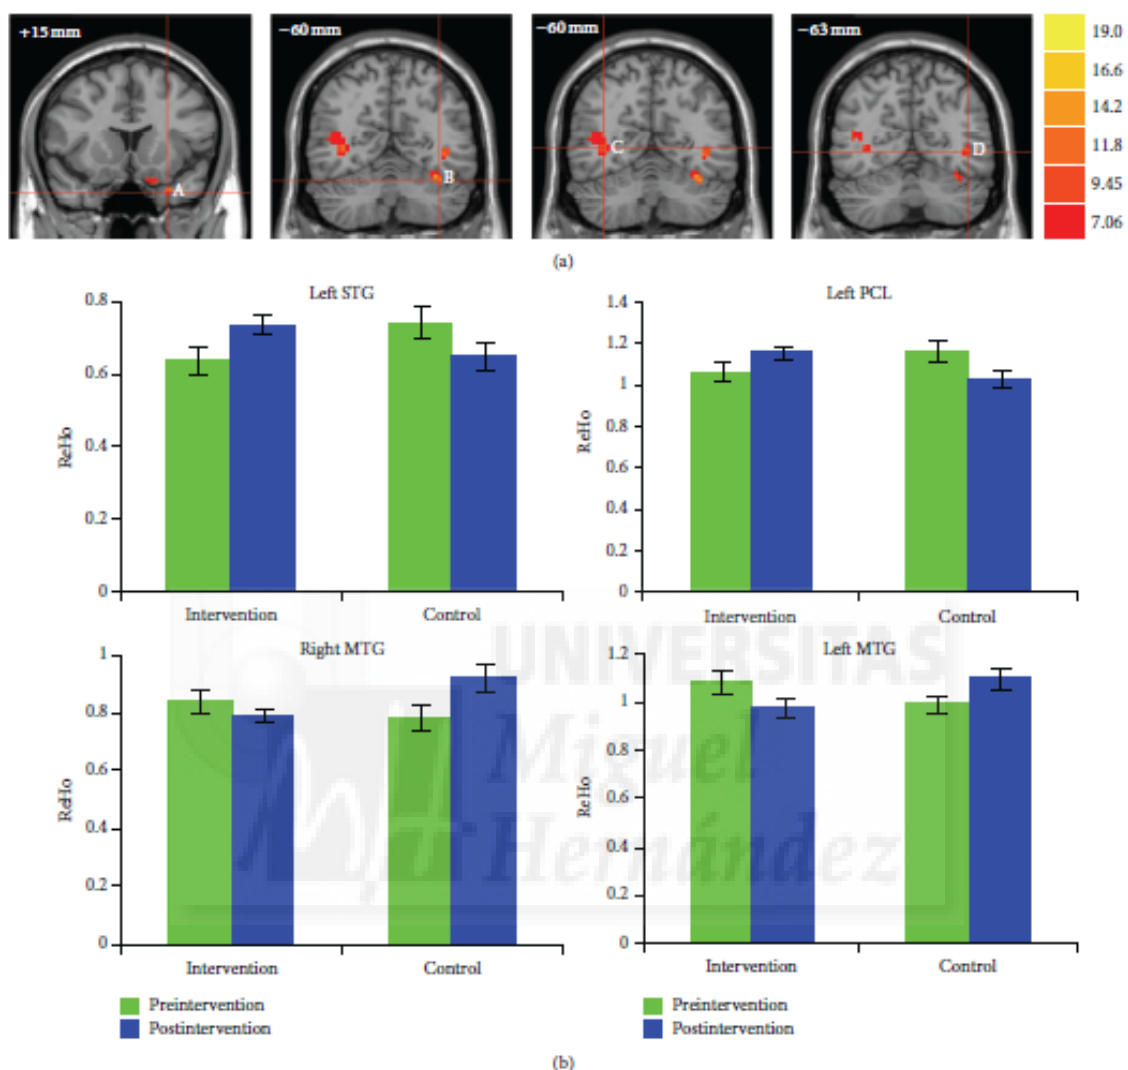 +15 mm
−60 mm
−60 mm
−63 mm
A
B
C
D
19.0
16.6
14.2
11.8
9.45
7.06
(a)
Left STG
0.8
0.6
0.4
0.2
0
ReHo
Intervention
Control
Left PCL
1.4
1.2
1
0.8
0.6
0.4
0.2
0
ReHo
Intervention
Control
Right MTG
1
0.8
0.6
0.4
0.2
0
ReHo
Intervention
Control
Left MTG
1.2
1
0.8
0.6
0.4
0.2
0
ReHo
Intervention
Control
UNIVERSITAS
Miguel
Hernández
Preintervention
Postintervention
Preintervention
Postintervention
(b)